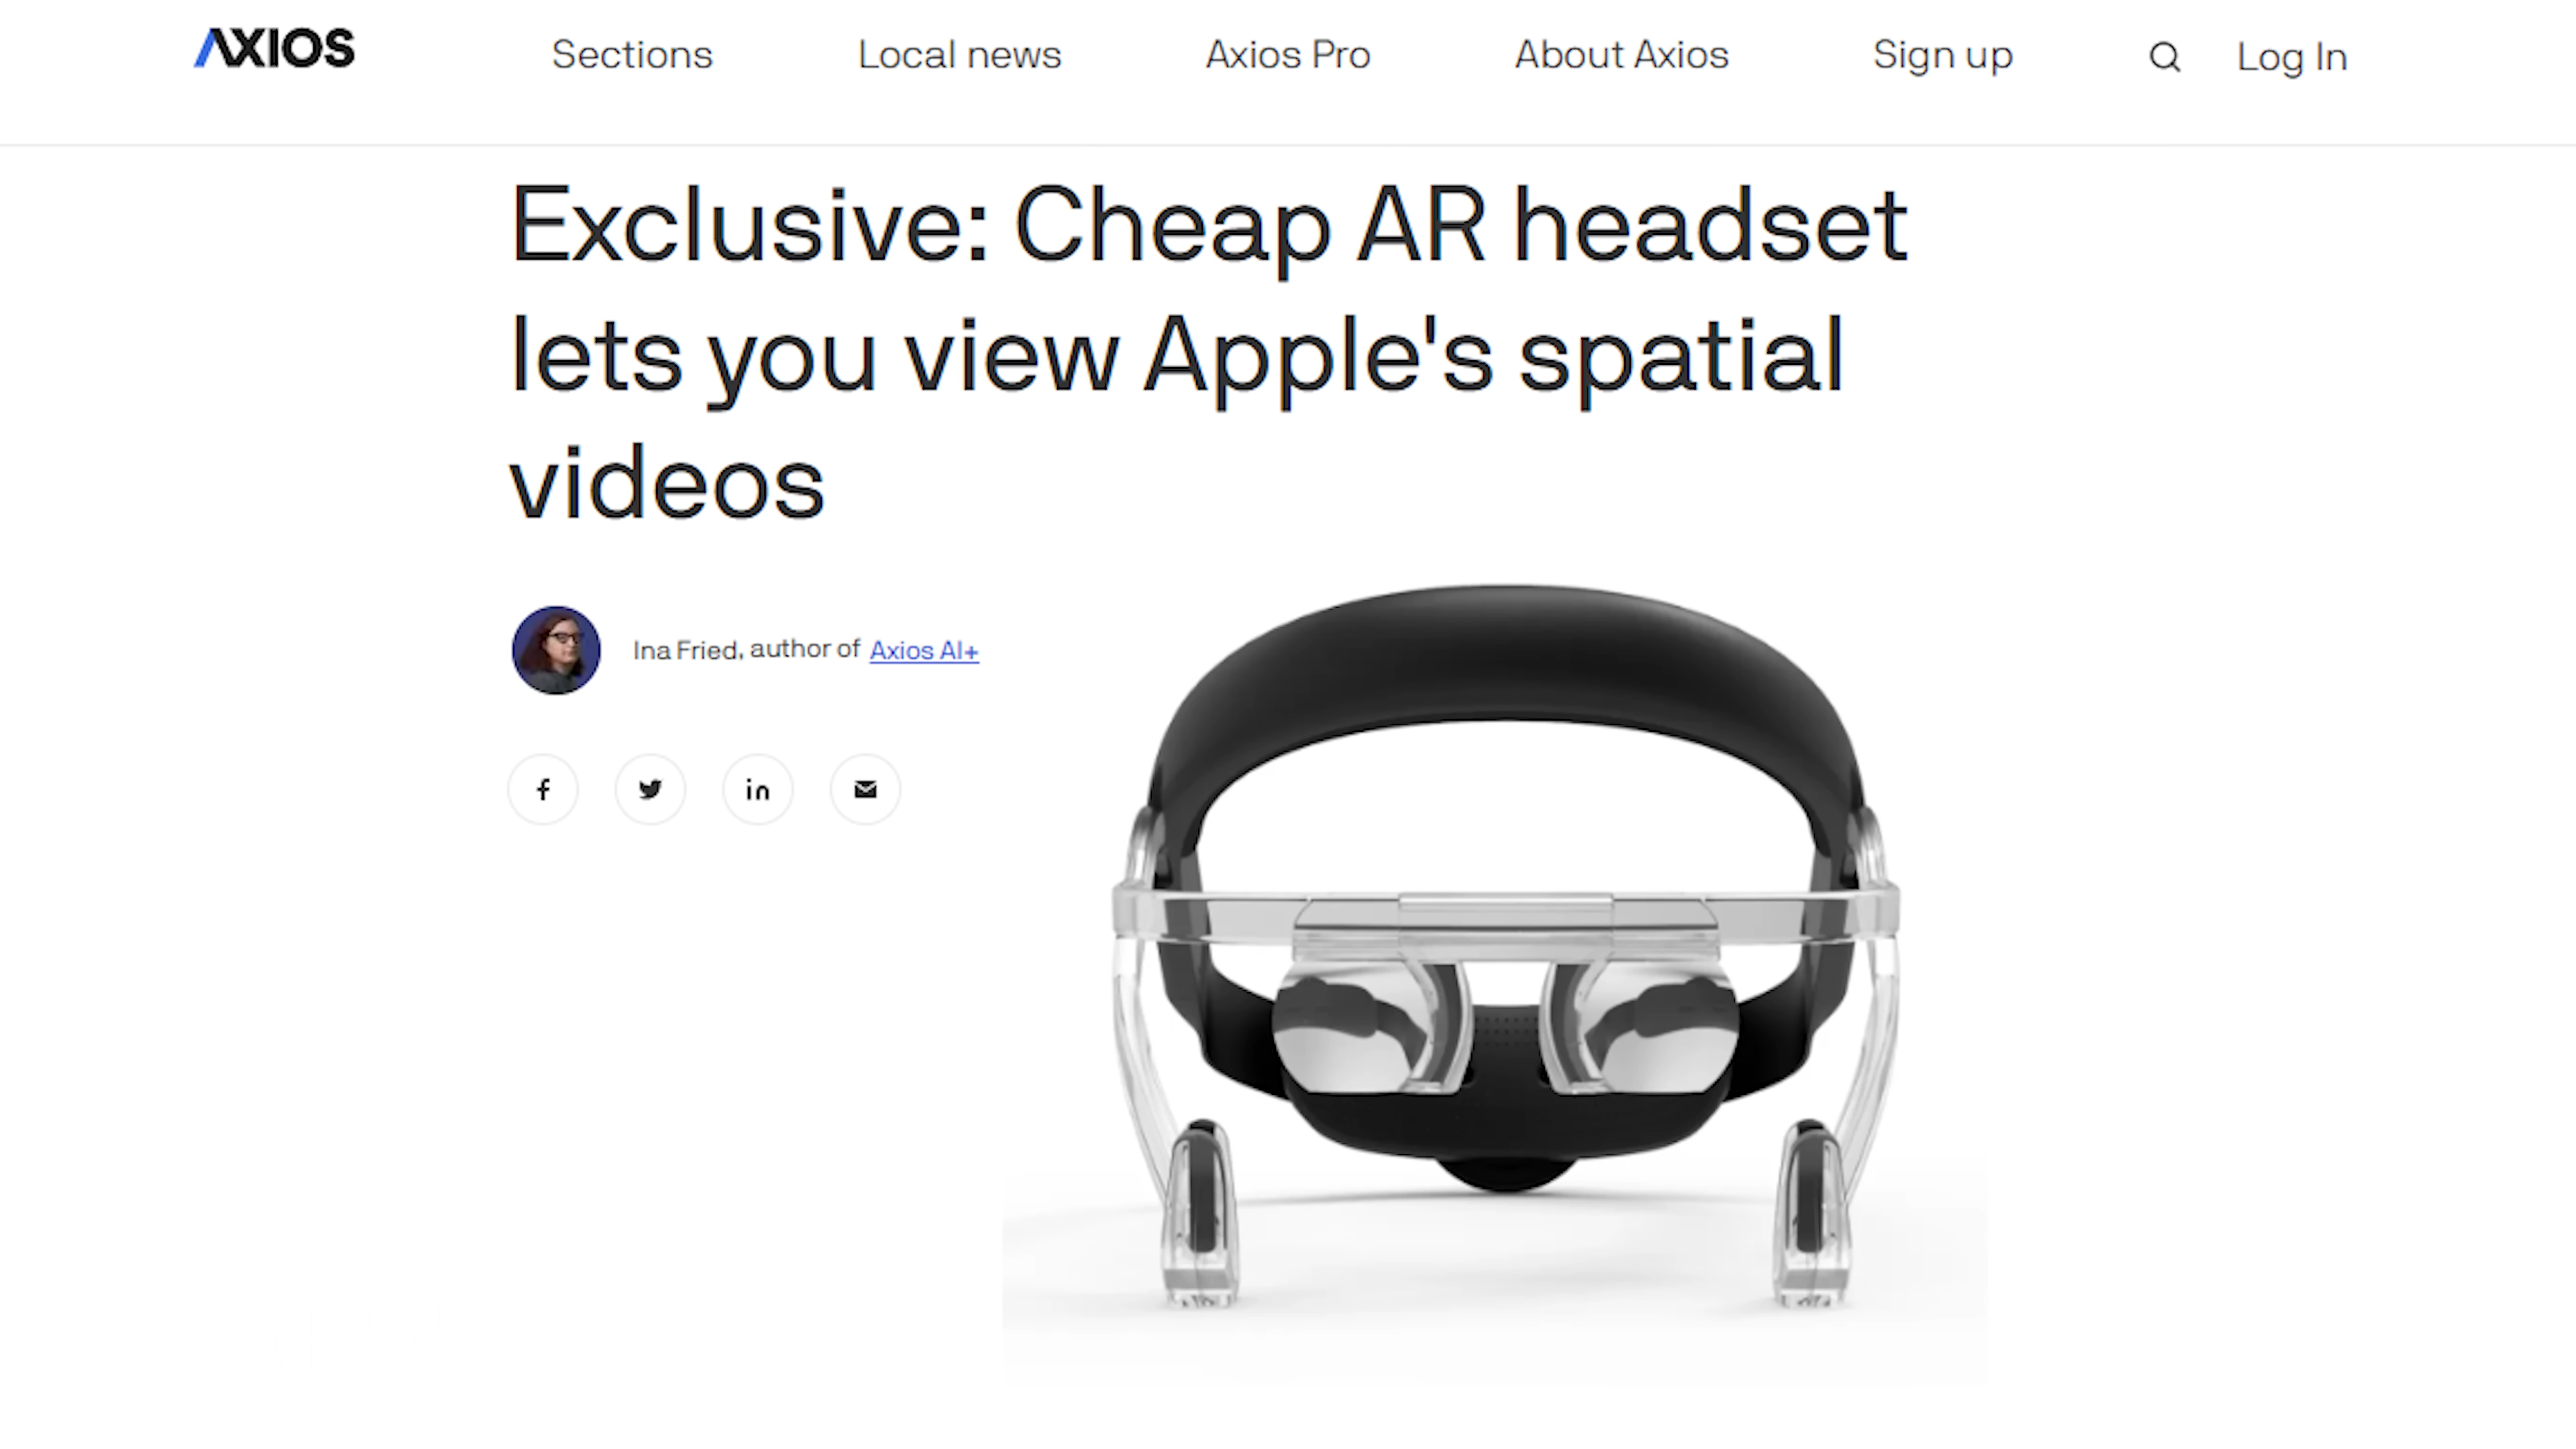 AXIOS
Sections
Local news
Axios Pro
About Axios
Sign up
Log In
Exclusive: Cheap AR headset
lets you view Apple's spatial
videos
Ina Fried, author of Axios AI+